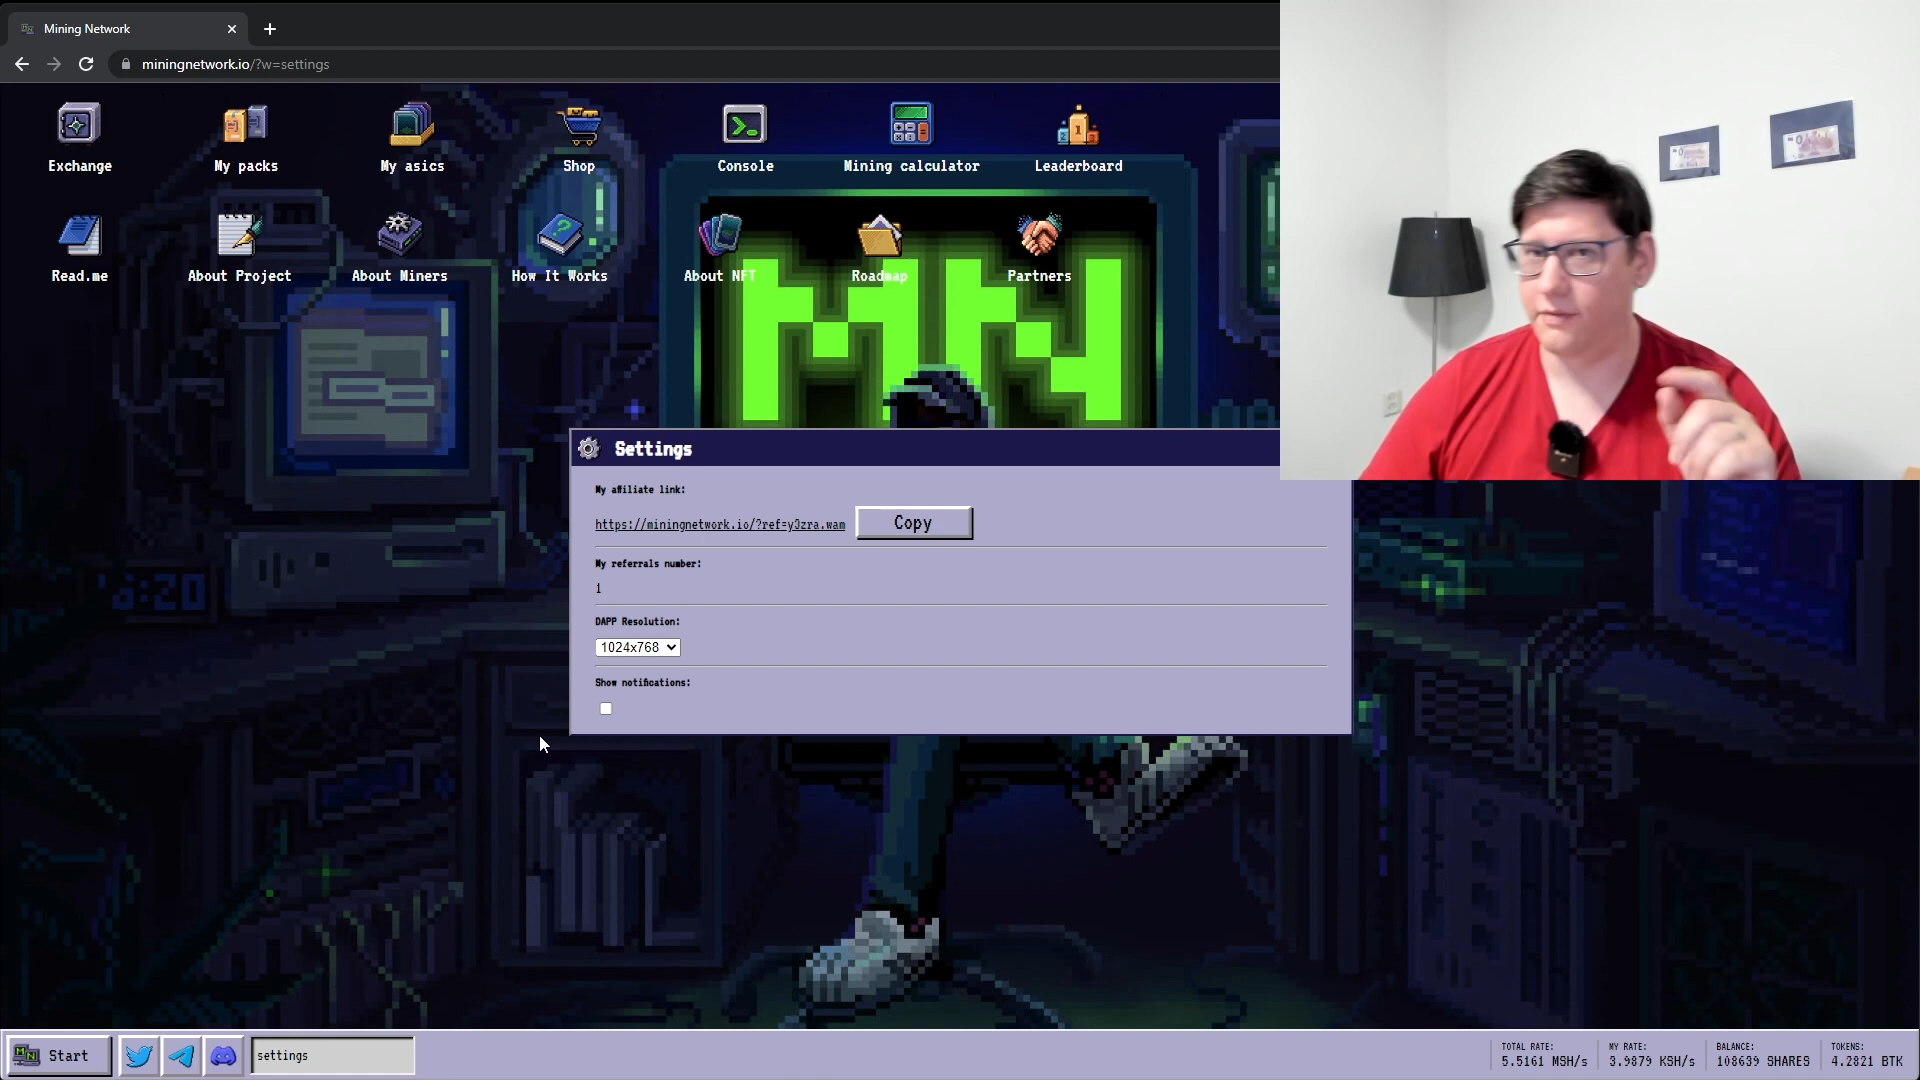 Mining Network
miningnetwork.io/?w=settings
Exchange
My packs
My asics
Shop
Console
Mining calculator
Leaderboard
Read.me
About Project
About Miners
How It Works
About NFT
Roadmap
Partners
MN
Settings
My affiliate link:
https://miningnetwork.io/?ref=y3zra.wam
Copy
My referrals number:
1
DAPP Resolution:
1024x768
Show notifications:
Start
settings
TOTAL RATE:
5.5161 MSH/s
MY RATE:
3.9879 KSH/s
BALANCE:
108639 SHARES
TOKENS:
4.2821 BTK